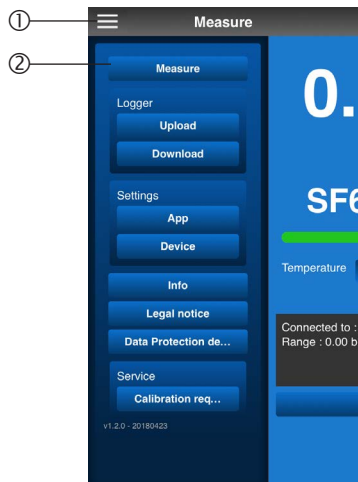 ① Measure
② Measure
0.
Logger
Upload
Download
SF6
Settings
App
Device
Temperature
Info
Legal notice
Connected to :
Range : 0.00 b
Data Protection de...
Service
Calibration req...
v1.2.0 - 20180423